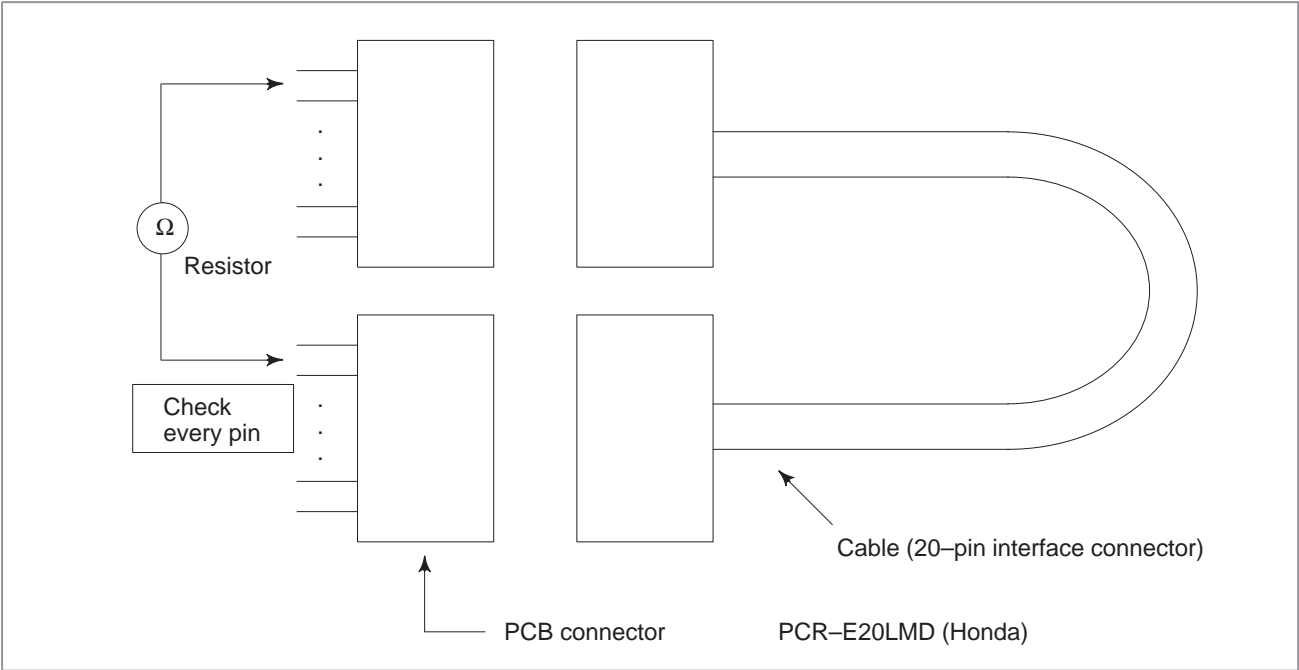 Ω
Resistor
Check
every pin
Cable (20–pin interface connector)
PCB connector
PCR–E20LMD (Honda)